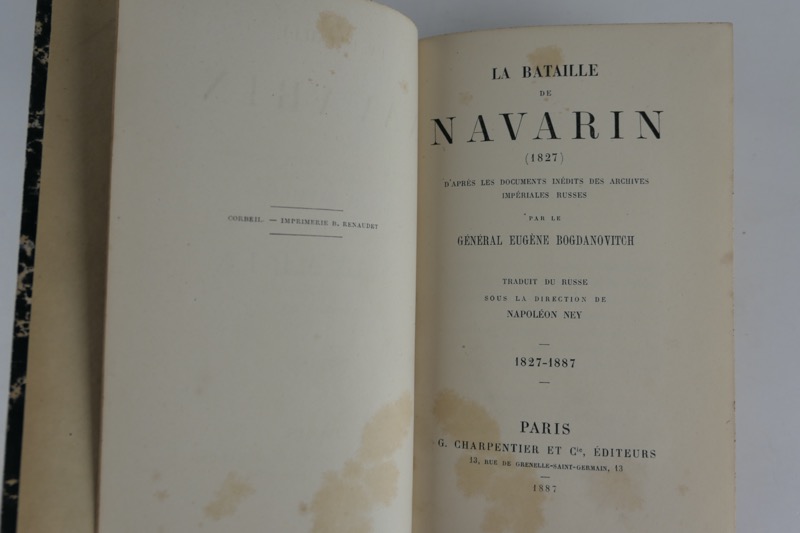 CORBEIL. — IMPRIMERIE B. RENAUDET
LA BATAILLE
DE
NAVARIN
(1827)
D'APRÈS LES DOCUMENTS INÉDITS DES ARCHIVES
IMPÉRIALES RUSSES
PAR LE
GÉNÉRAL EUGÈNE BOGDANOVITCH
TRADUIT DU RUSSE
SOUS LA DIRECTION DE
NAPOLÉON NEY
1827-1887
PARIS
G. CHARPENTIER ET Cie, ÉDITEURS
13, RUE DE GRENELLE-SAINT-GERMAIN, 13
1887